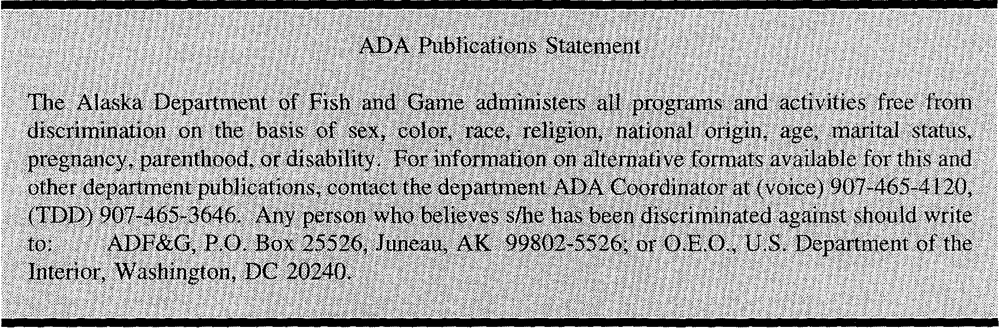 ADA Publications Statement
The Alaska Department of Fish and Game administers all programs and activities free from
discrimination on the basis of sex, color, race, religion, national origin, age, marital status,
pregnancy, parenthood, or disability. For information on alternative formats available for this and
other department publications, contact the department ADA Coordinator at (voice) 907-465-4120,
(TDD) 907-465-3646. Any person who believes s/he has been discriminated against should write
to: ADF&G, P.O. Box 25526, Juneau, AK 99802-5526; or O.E.O., U.S. Department of the
Interior, Washington, DC 20240.